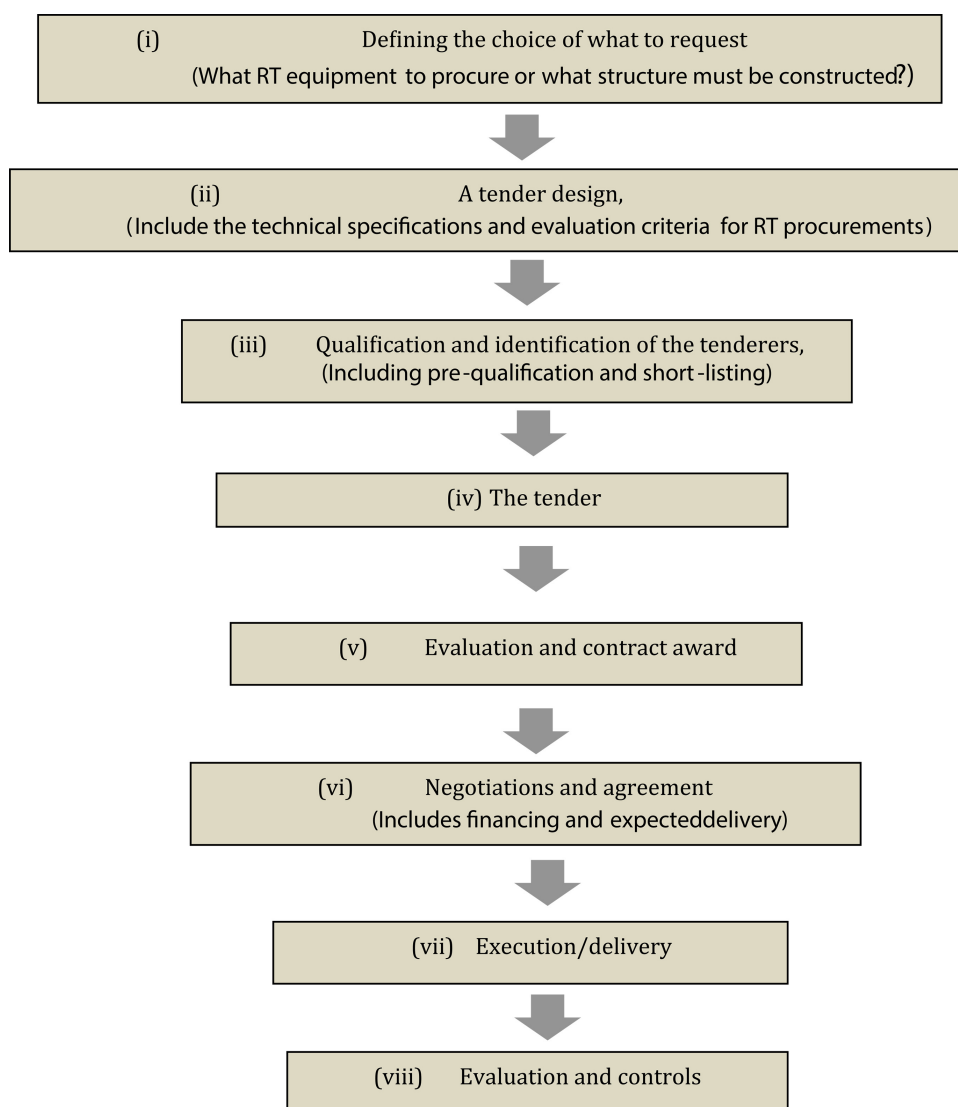 (i) Defining the choice of what to request
(What RT equipment to procure or what structure must be constructed?)
(ii) A tender design,
(Include the technical specifications and evaluation criteria for RT procurements)
(iii) Qualification and identification of the tenderers,
(Including pre-qualification and short-listing)
(iv) The tender
(v) Evaluation and contract award
(vi) Negotiations and agreement
(Includes financing and expecteddelivery)
(vii) Execution/delivery
(viii) Evaluation and controls